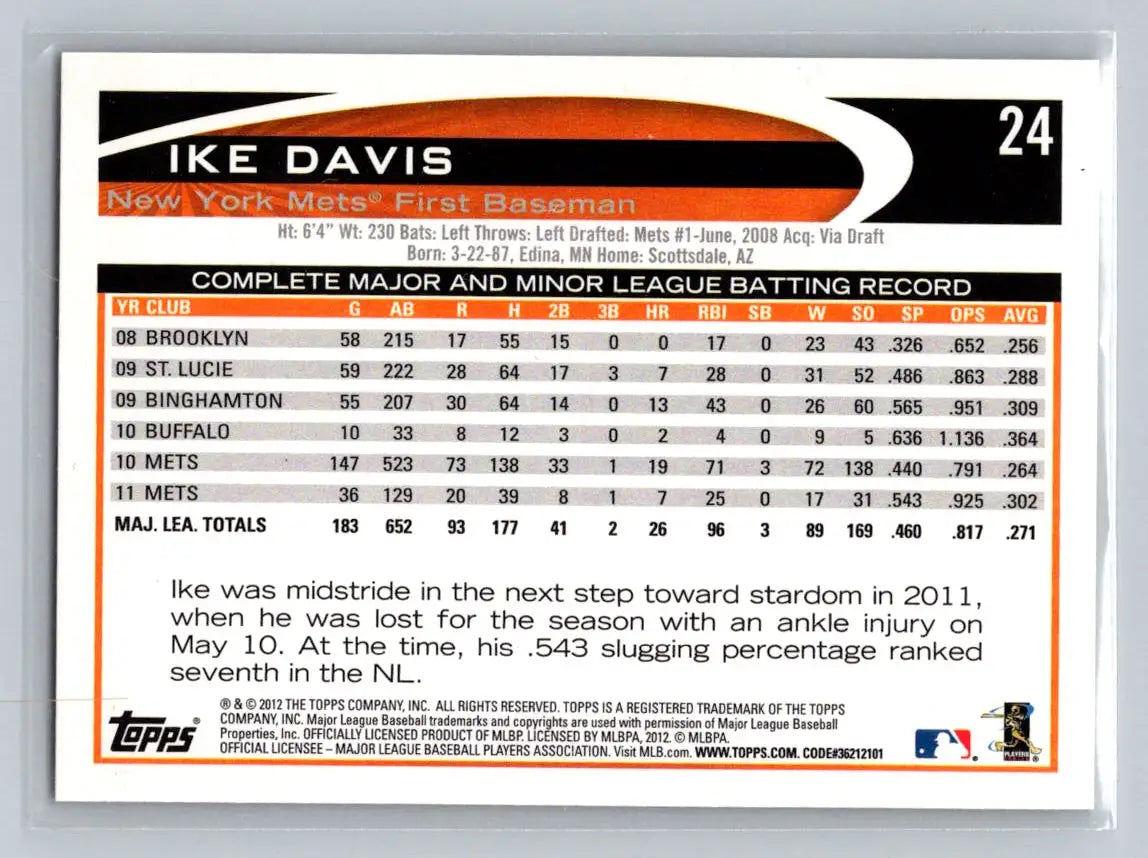 24
IKE DAVIS
New York Mets® First Baseman
Ht: 6'4" Wt: 230 Bats: Left Throws: Left Drafted: Mets #1-June, 2008 Acq: Via Draft
Born: 3-22-87, Edina, MN Home: Scottsdale, AZ
COMPLETE MAJOR AND MINOR LEAGUE BATTING RECORD
YR CLUB G AB R H 2B 3B HR RBI SB W SO SP OPS AVG
08 BROOKLYN 58 215 17 55 15 0 0 17 0 23 43 .326 .652 .256
09 ST. LUCIE 59 222 28 64 17 3 7 28 0 31 52 .486 .863 .288
09 BINGHAMTON 55 207 30 64 14 0 13 43 0 26 60 .565 .951 .309
10 BUFFALO 10 33 8 12 3 0 2 4 0 9 5 .636 1.136 .364
10 METS 147 523 73 138 33 1 19 71 3 72 138 .440 .791 .264
11 METS 36 129 20 39 8 1 7 25 0 17 31 .543 .925 .302
MAJ. LEA. TOTALS 183 652 93 177 41 2 26 96 3 89 169 .460 .817 .271
Ike was midstride in the next step toward stardom in 2011,
when he was lost for the season with an ankle injury on
May 10. At the time, his .543 slugging percentage ranked
seventh in the NL.
Topps®
® & © 2012 THE TOPPS COMPANY, INC. ALL RIGHTS RESERVED. TOPPS IS A REGISTERED TRADEMARK OF THE TOPPS
COMPANY, INC. Major League Baseball trademarks and copyrights are used with permission of Major League Baseball
Properties, Inc. OFFICIALLY LICENSED PRODUCT OF MLBP. LICENSED BY MLBPA, 2012. © MLBPA.
OFFICIAL LICENSEE – MAJOR LEAGUE BASEBALL PLAYERS ASSOCIATION. Visit MLB.com. WWW.TOPPS.COM. CODE#36212101
PLAYERS